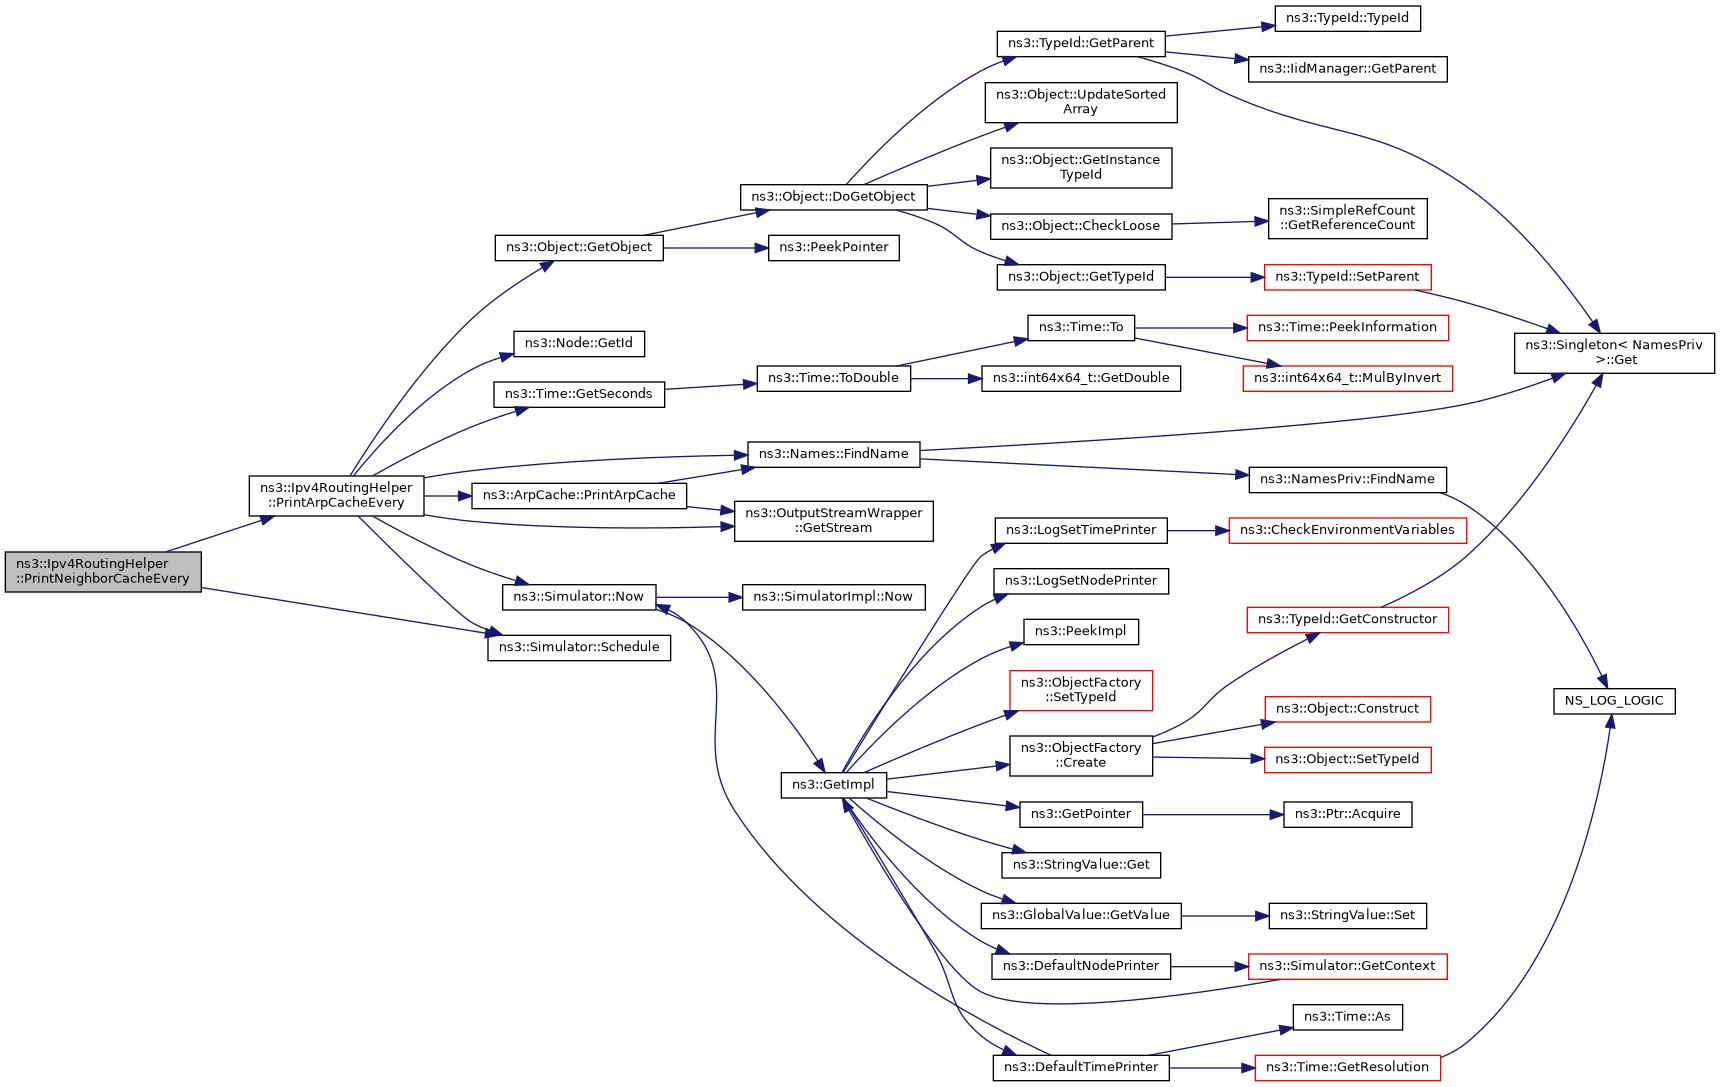 ns3::TypeId::TypeId
ns3::TypeId::GetParent
ns3::IidManager::GetParent
ns3::Object::UpdateSorted
Array
ns3::Object::GetInstance
TypeId
ns3::Object::DoGetObject
ns3::Object::CheckLoose
ns3::SimpleRefCount
::GetReferenceCount
ns3::Object::GetObject
ns3::PeekPointer
ns3::Object::GetTypeId
ns3::TypeId::SetParent
ns3::Node::GetId
ns3::Time::To
ns3::Time::PeekInformation
ns3::Singleton< NamesPriv
>::Get
ns3::Time::GetSeconds
ns3::Time::ToDouble
ns3::int64x64_t::GetDouble
ns3::int64x64_t::MulByInvert
ns3::Names::FindName
ns3::NamesPriv::FindName
ns3::Ipv4RoutingHelper
::PrintArpCacheEvery
ns3::ArpCache::PrintArpCache
ns3::OutputStreamWrapper
::GetStream
ns3::LogSetTimePrinter
ns3::CheckEnvironmentVariables
ns3::Ipv4RoutingHelper
::PrintNeighborCacheEvery
ns3::LogSetNodePrinter
ns3::Simulator::Now
ns3::SimulatorImpl::Now
ns3::TypeId::GetConstructor
ns3::PeekImpl
ns3::Simulator::Schedule
ns3::ObjectFactory
::SetTypeId
NS_LOG_LOGIC
ns3::Object::Construct
ns3::ObjectFactory
::Create
ns3::Object::SetTypeId
ns3::GetImpl
ns3::GetPointer
ns3::Ptr::Acquire
ns3::StringValue::Get
ns3::GlobalValue::GetValue
ns3::StringValue::Set
ns3::DefaultNodePrinter
ns3::Simulator::GetContext
ns3::Time::As
ns3::DefaultTimePrinter
ns3::Time::GetResolution